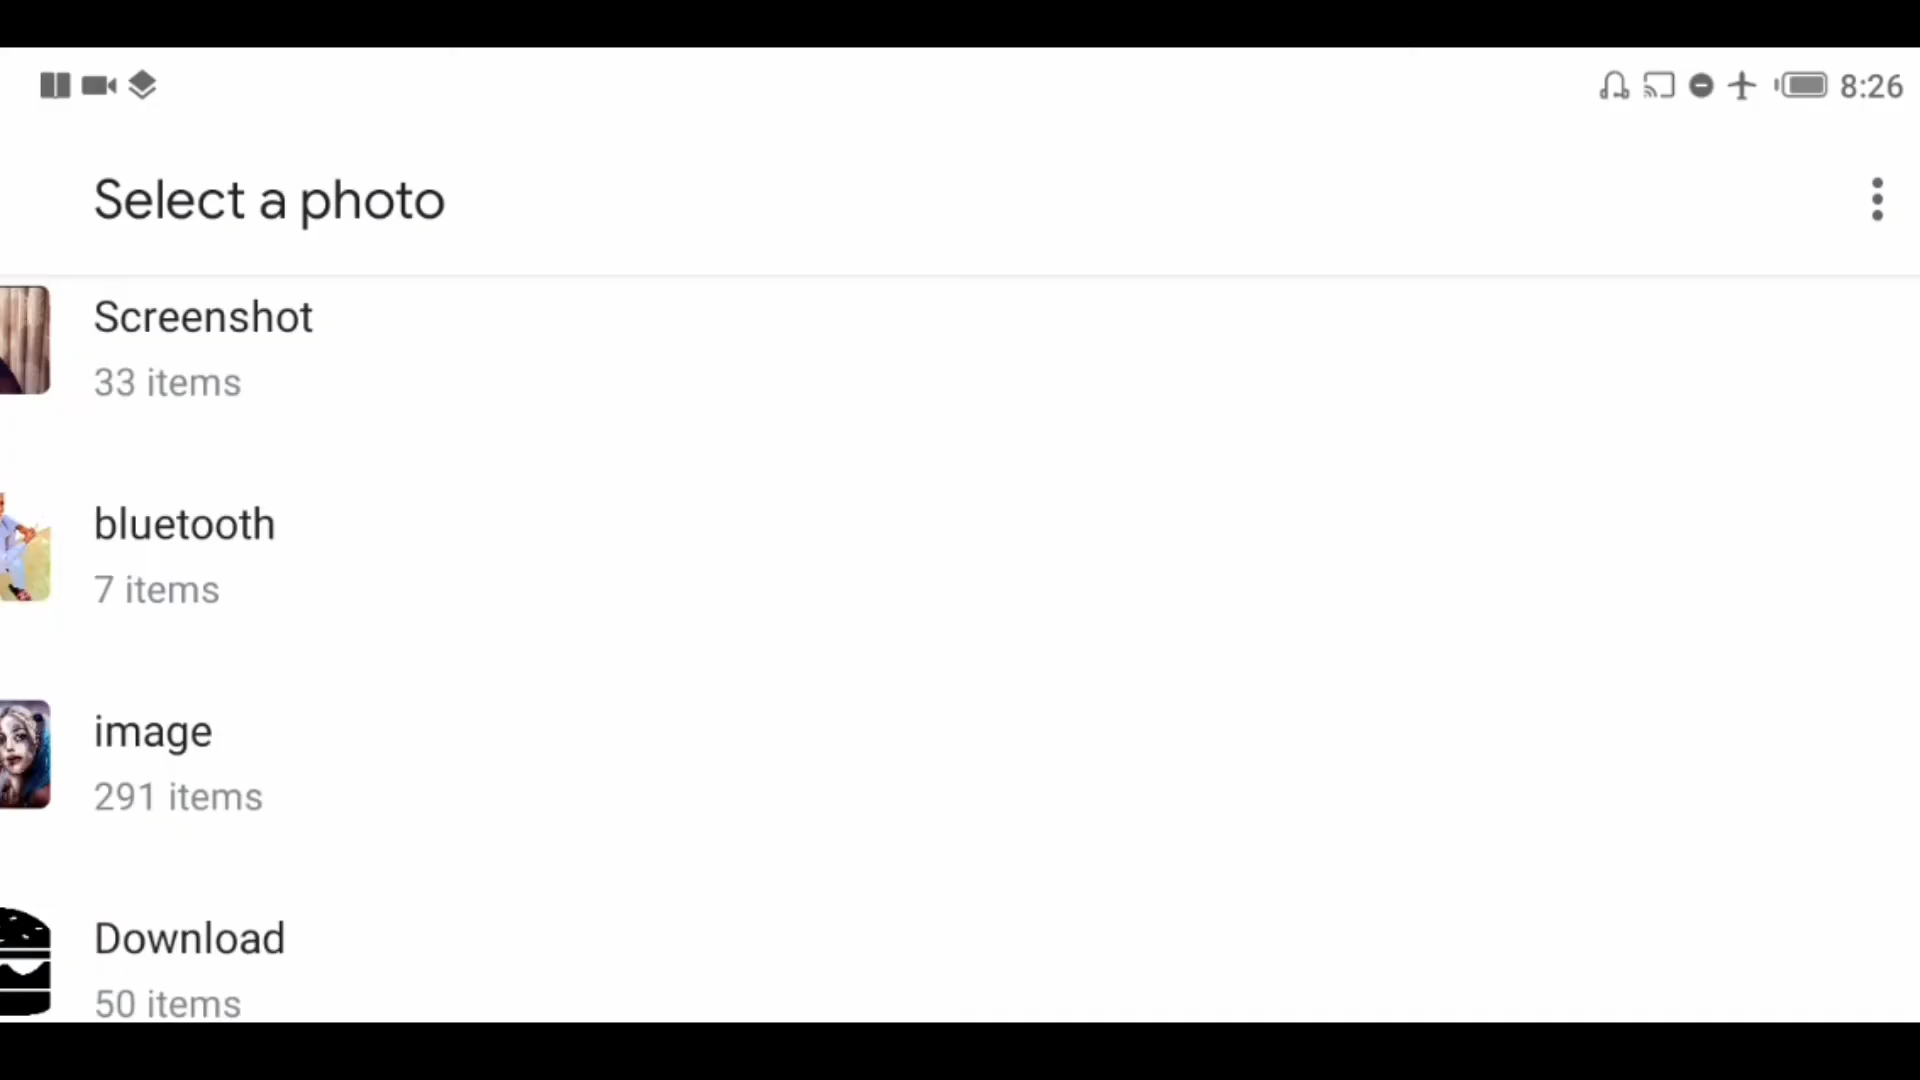 8:26
Select a photo
Screenshot
33 items
bluetooth
7 items
image
291 items
Download
50 items